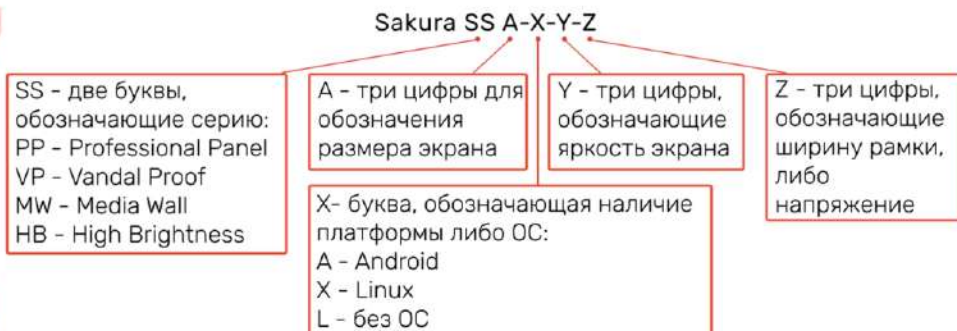 Sakura SS A-X-Y-Z
SS - две буквы,
обозначающие серию:
PP - Professional Panel
VP - Vandal Proof
MW - Media Wall
HB - High Brightness
A - три цифры для
обозначения
размера экрана
Y - три цифры,
обозначающие
яркость экрана
Z - три цифры,
обозначающие
ширину рамки,
либо
напряжение
X- буква, обозначающая наличие
платформы либо ОС:
A - Android
X - Linux
L - без ОС